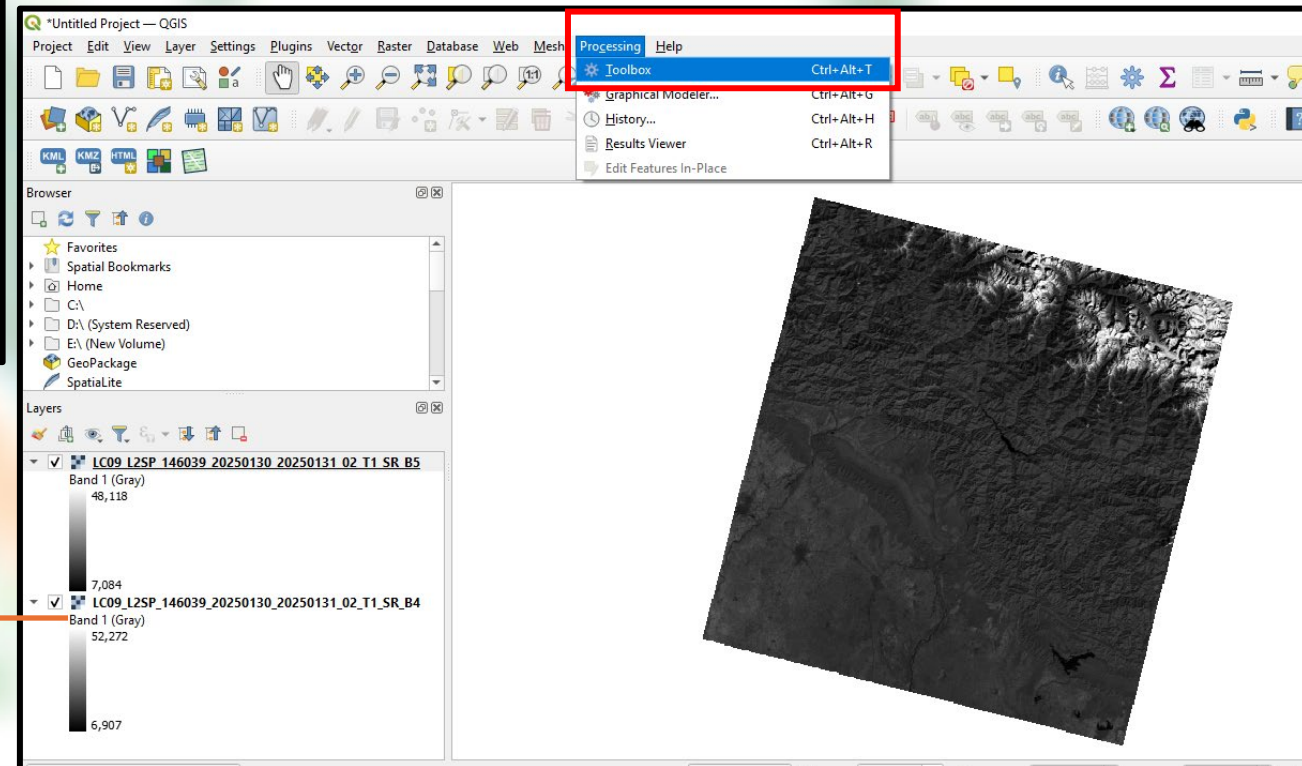 *Untitled Project — QGIS
Project Edit View Layer Settings Plugins Vector Raster Database Web Mesh Processing Help
Toolbox Ctrl+Alt+T
Graphical Modeler... Ctrl+Alt+G
History... Ctrl+Alt+H
Results Viewer Ctrl+Alt+R
Edit Features In-Place
KML KMZ HTML
Browser
Favorites
Spatial Bookmarks
Home
C:\
D:\ (System Reserved)
E:\ (New Volume)
GeoPackage
SpatiaLite
Layers
LC09_L2SP_146039_20250130_20250131_02_T1_SR_B5
Band 1 (Gray)
48,118
7,084
LC09_L2SP_146039_20250130_20250131_02_T1_SR_B4
Band 1 (Gray)
52,272
6,907